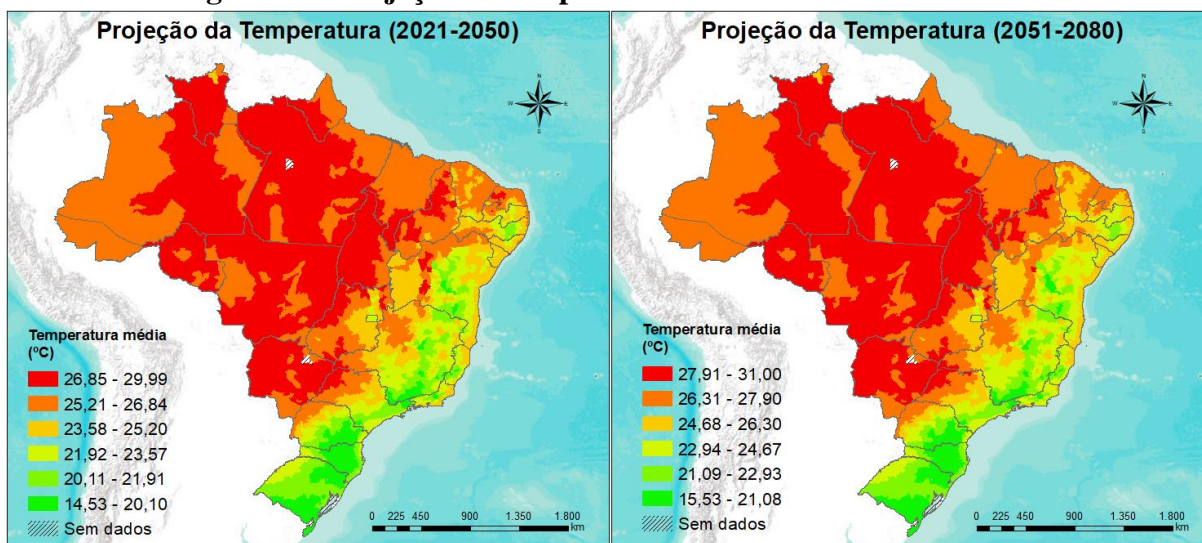 Projeção da Temperatura (2021-2050)
N
W E
S
Temperatura média
(ºC)
26,85 - 29,99
25,21 - 26,84
23,58 - 25,20
21,92 - 23,57
20,11 - 21,91
14,53 - 20,10
Sem dados
0 225 450 900 1.350 1.800
km
Projeção da Temperatura (2051-2080)
N
W E
S
Temperatura média
(ºC)
27,91 - 31,00
26,31 - 27,90
24,68 - 26,30
22,94 - 24,67
21,09 - 22,93
15,53 - 21,08
Sem dados
0 225 450 900 1.350 1.800
km